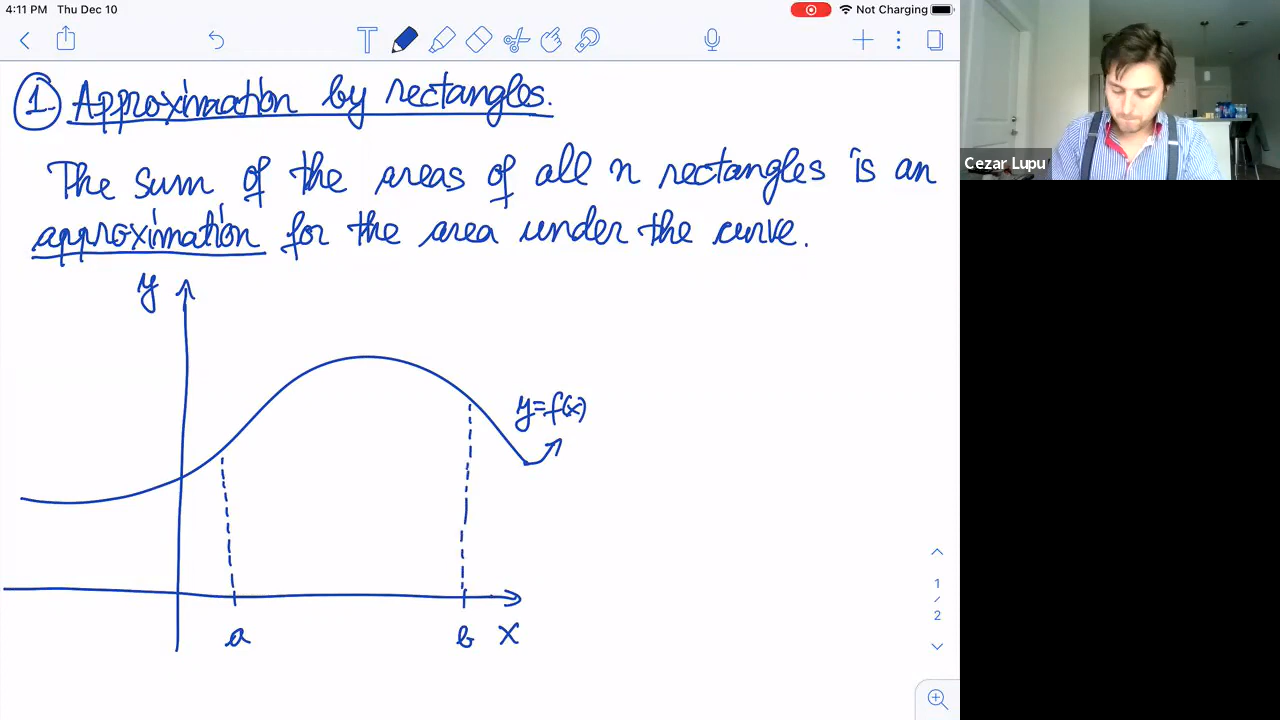 4:11 PM Thu Dec 10
Not Charging
T
1 Approximation by rectangles.
The sum of the areas of all n rectangles is an
approximation for the area under the curve.
y
y=f(x)
a
b
x
1
/
2
Cezar Lupu